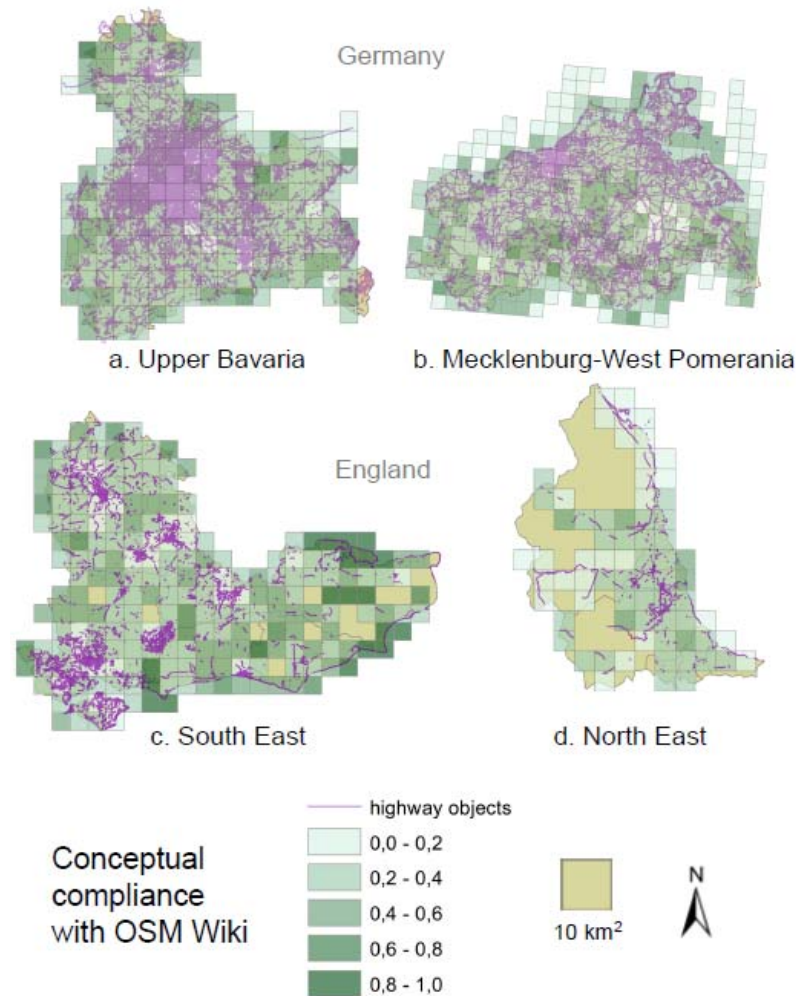 Germany
a. Upper Bavaria
b. Mecklenburg-West Pomerania
England
c. South East
d. North East
Conceptual
compliance
with OSM Wiki
highway objects
0,0 - 0,2
0,2 - 0,4
0,4 - 0,6
0,6 - 0,8
0,8 - 1,0
10 km²
N